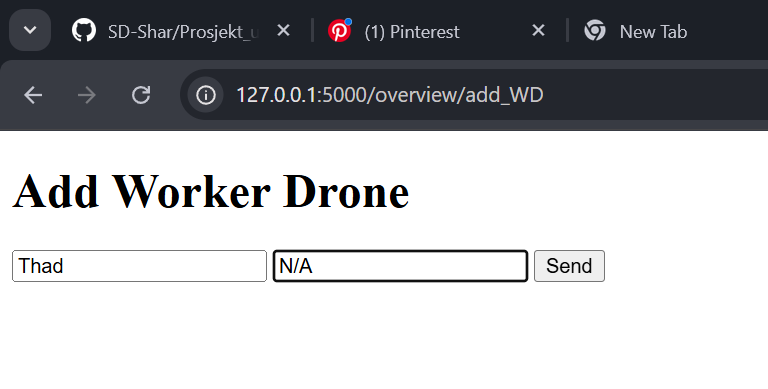 SD-Shar/Prosjekt_u
(1) Pinterest
New Tab
127.0.0.1:5000/overview/add_WD
Add Worker Drone
Thad N/A Send